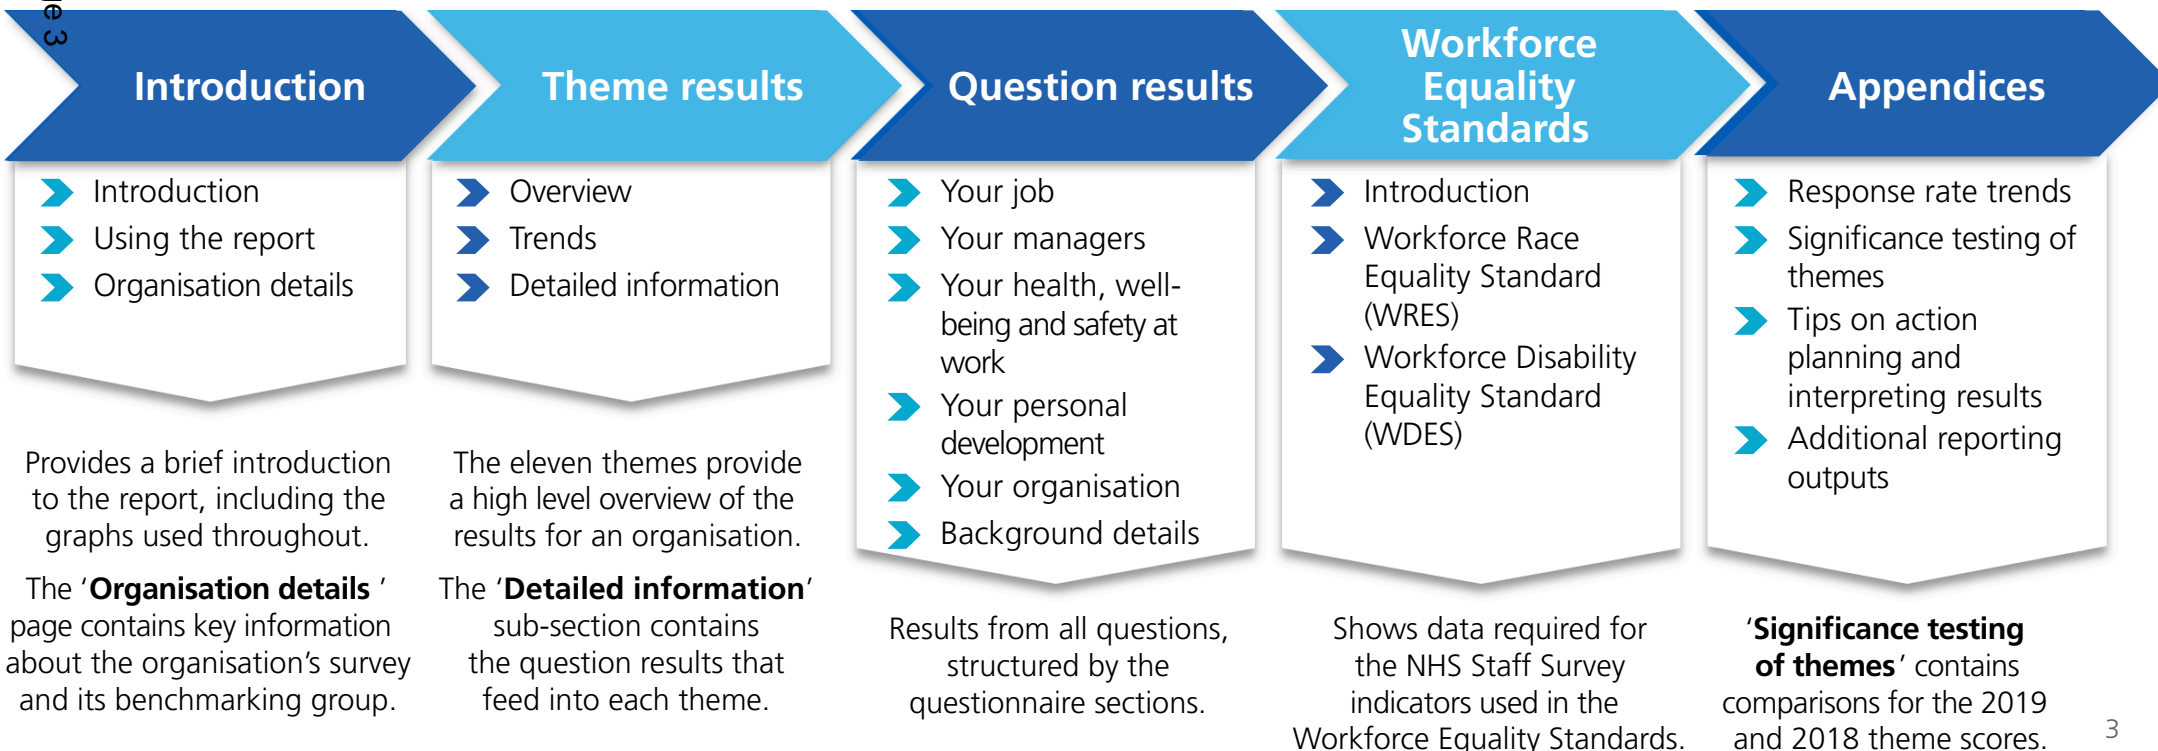 ge 3
Introduction
Introduction
Using the report
Organisation details
Provides a brief introduction
to the report, including the
graphs used throughout.
The ‘Organisation details ’
page contains key information
about the organisation’s survey
and its benchmarking group.
Theme results
Overview
Trends
Detailed information
The eleven themes provide
a high level overview of the
results for an organisation.
The ‘Detailed information’
sub-section contains
the question results that
feed into each theme.
Question results
Your job
Your managers
Your health, well-
being and safety at
work
Your personal
development
Your organisation
Background details
Results from all questions,
structured by the
questionnaire sections.
Workforce
Equality
Standards
Introduction
Workforce Race
Equality Standard
(WRES)
Workforce Disability
Equality Standard
(WDES)
Shows data required for
the NHS Staff Survey
indicators used in the
Workforce Equality Standards.
Appendices
Response rate trends
Significance testing of
themes
Tips on action
planning and
interpreting results
Additional reporting
outputs
‘Significance testing
of themes’ contains
comparisons for the 2019
and 2018 theme scores.
3